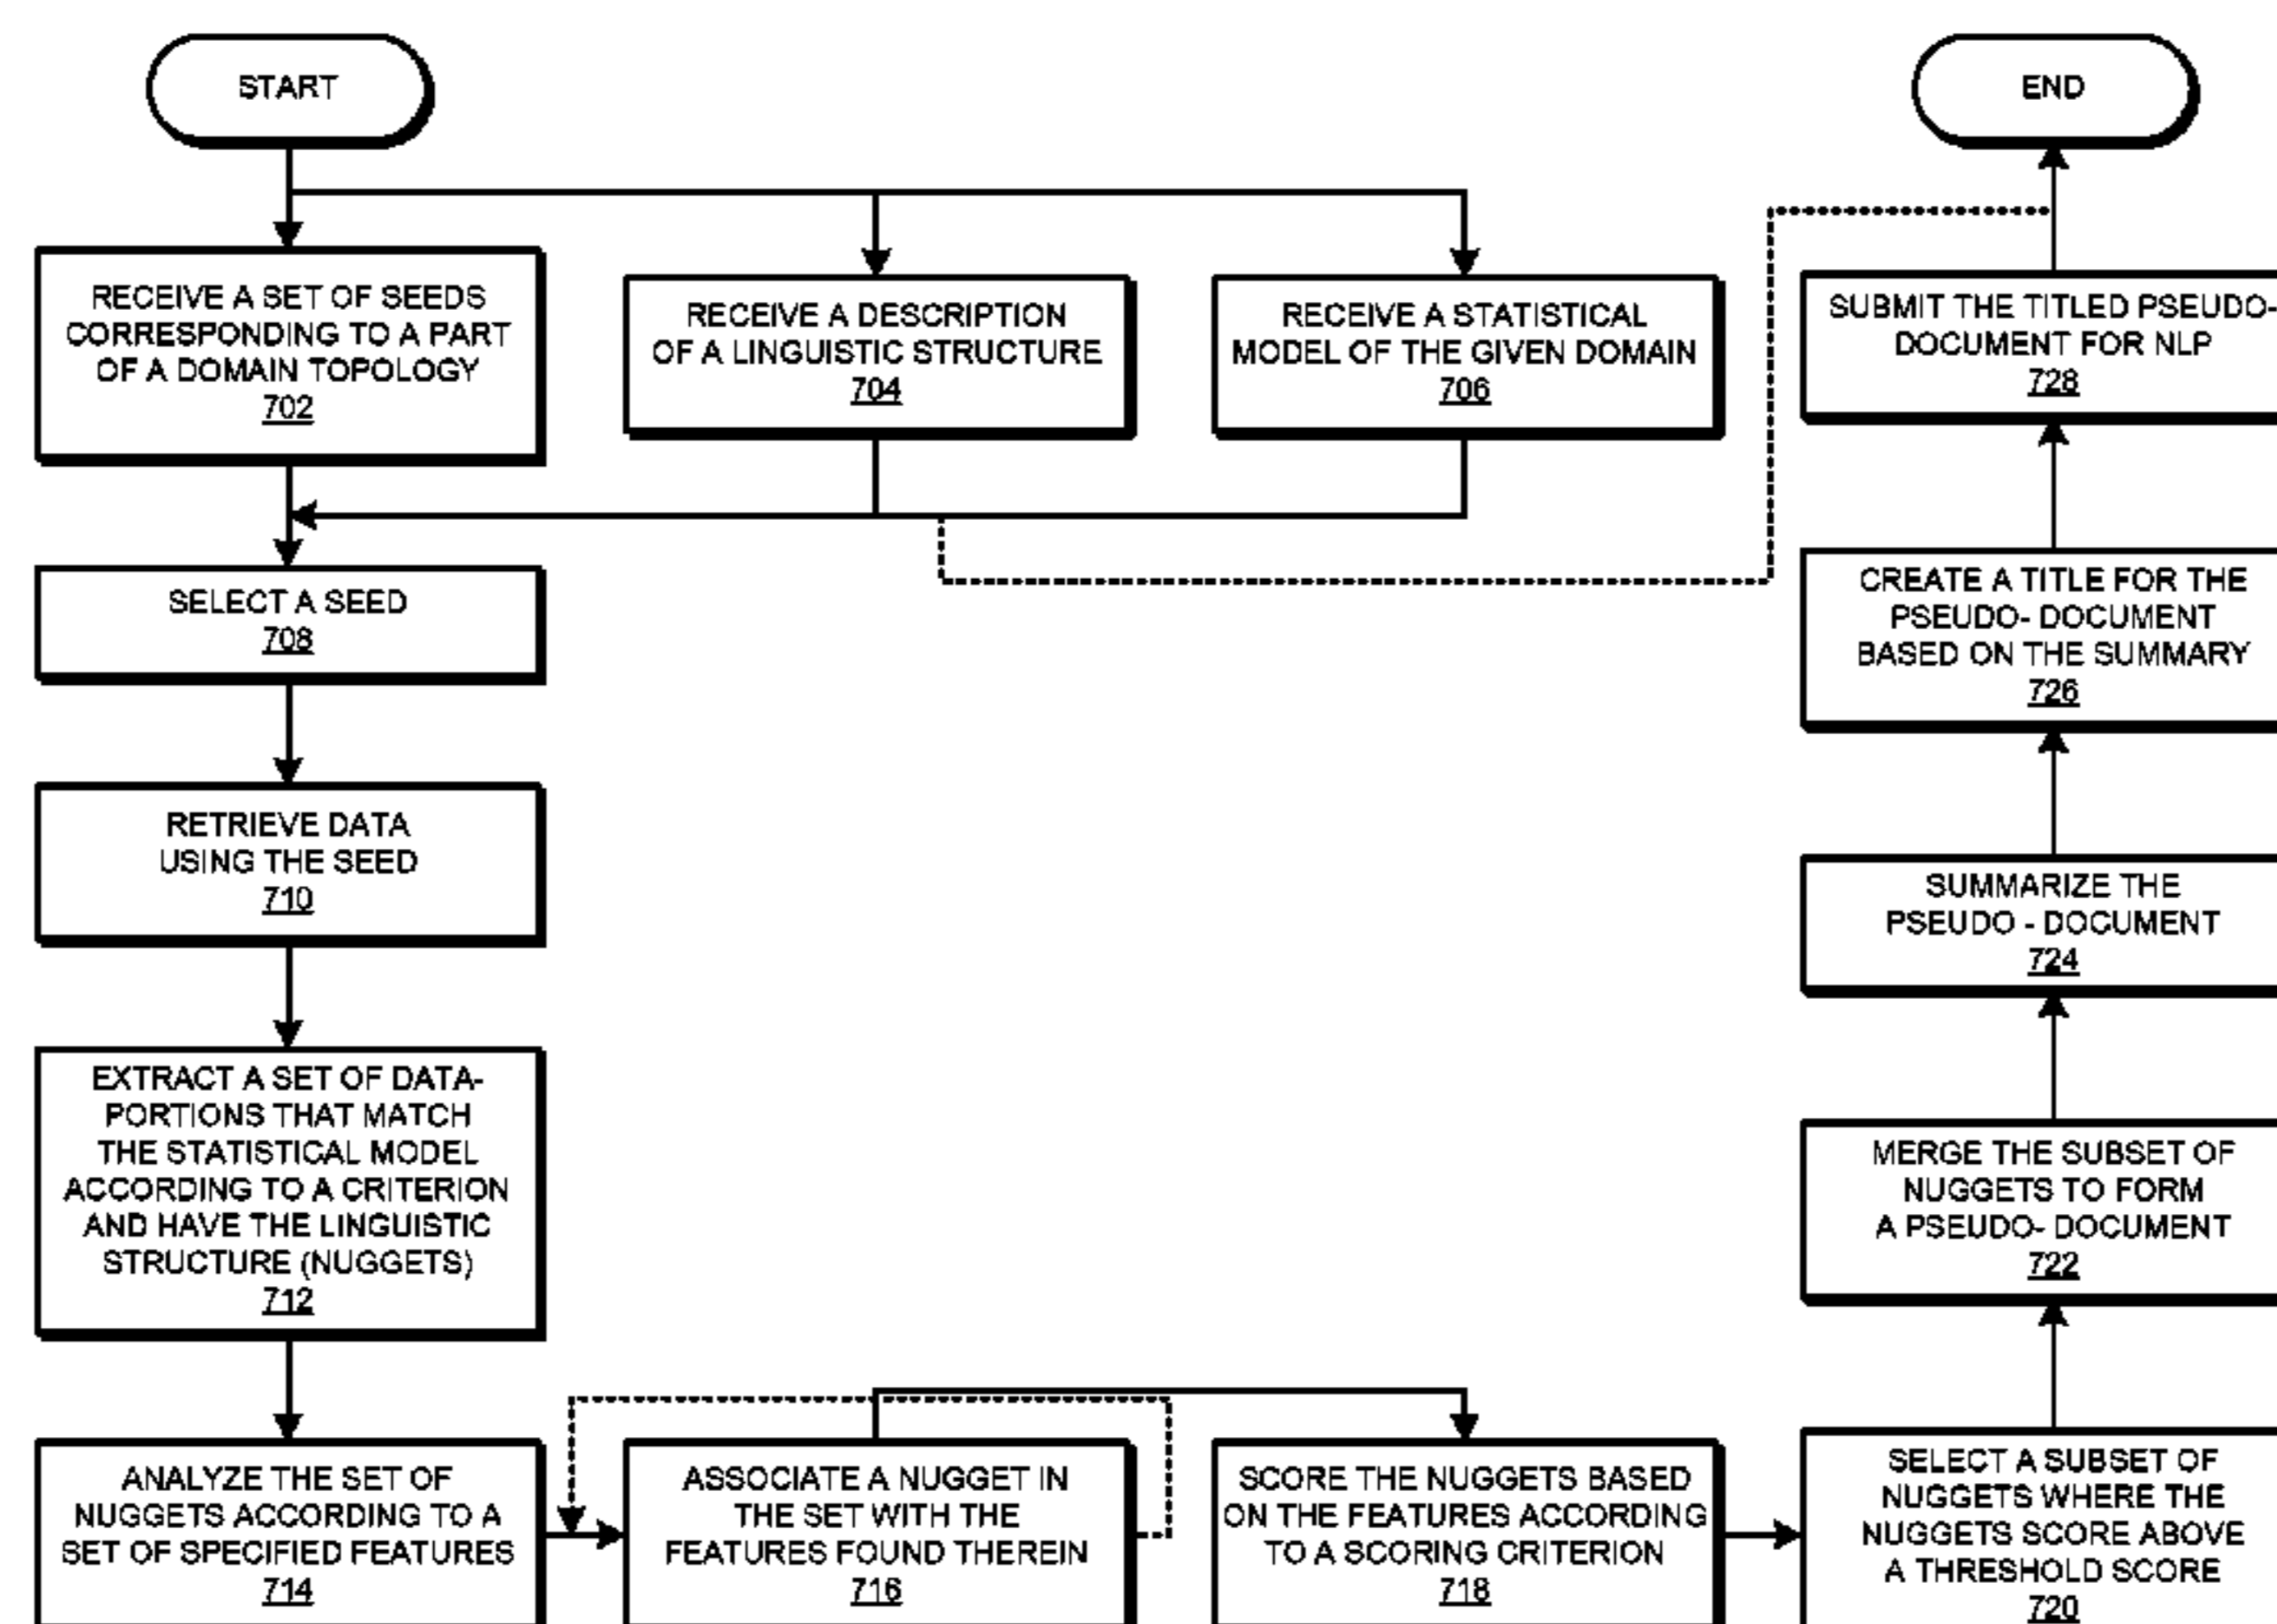 START
RECEIVE A SET OF SEEDS
CORRESPONDING TO A PART
OF A DOMAIN TOPOLOGY
702
RECEIVE A DESCRIPTION
OF A LINGUISTIC STRUCTURE
704
RECEIVE A STATISTICAL
MODEL OF THE GIVEN DOMAIN
706
SELECT A SEED
708
RETRIEVE DATA
USING THE SEED
710
EXTRACT A SET OF DATA-
PORTIONS THAT MATCH
THE STATISTICAL MODEL
ACCORDING TO A CRITERION
AND HAVE THE LINGUISTIC
STRUCTURE (NUGGETS)
712
ANALYZE THE SET OF
NUGGETS ACCORDING TO A
SET OF SPECIFIED FEATURES
714
ASSOCIATE A NUGGET IN
THE SET WITH THE
FEATURES FOUND THEREIN
716
SCORE THE NUGGETS BASED
ON THE FEATURES ACCORDING
TO A SCORING CRITERION
718
SELECT A SUBSET OF
NUGGETS WHERE THE
NUGGETS SCORE ABOVE
A THRESHOLD SCORE
720
MERGE THE SUBSET OF
NUGGETS TO FORM
A PSEUDO- DOCUMENT
722
SUMMARIZE THE
PSEUDO - DOCUMENT
724
CREATE A TITLE FOR THE
PSEUDO- DOCUMENT
BASED ON THE SUMMARY
726
SUBMIT THE TITLED PSEUDO-
DOCUMENT FOR NLP
728
END